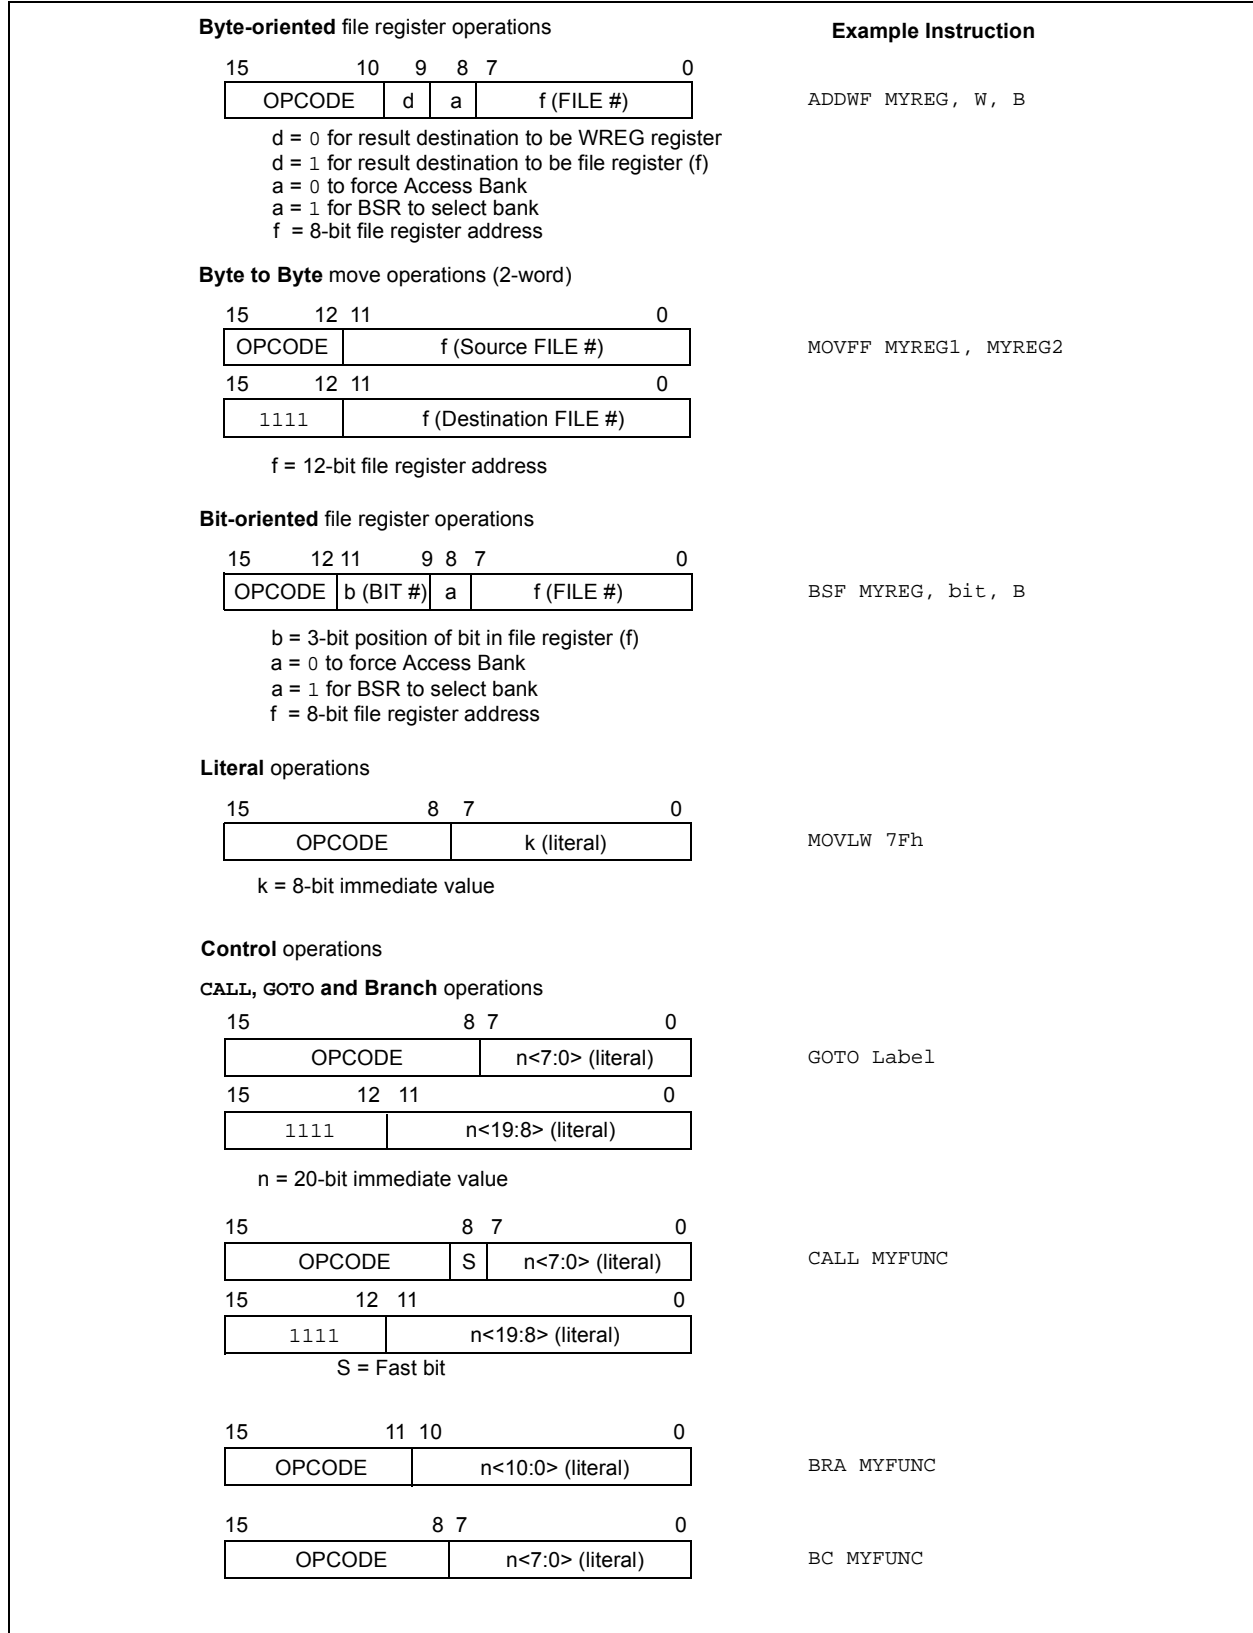 Byte-oriented file register operations
Example Instruction
15 10 9 8 7 0
OPCODE d a f (FILE #)
ADDWF MYREG, W, B
d = 0 for result destination to be WREG register
d = 1 for result destination to be file register (f)
a = 0 to force Access Bank
a = 1 for BSR to select bank
f = 8-bit file register address
Byte to Byte move operations (2-word)
15 12 11 0
OPCODE f (Source FILE #)
MOVFF MYREG1, MYREG2
15 12 11 0
1111 f (Destination FILE #)
f = 12-bit file register address
Bit-oriented file register operations
15 12 11 9 8 7 0
OPCODE b (BIT #) a f (FILE #)
BSF MYREG, bit, B
b = 3-bit position of bit in file register (f)
a = 0 to force Access Bank
a = 1 for BSR to select bank
f = 8-bit file register address
Literal operations
15 8 7 0
OPCODE k (literal)
MOVLW 7Fh
k = 8-bit immediate value
Control operations
CALL, GOTO and Branch operations
15 8 7 0
OPCODE n<7:0> (literal)
GOTO Label
15 12 11 0
1111 n<19:8> (literal)
n = 20-bit immediate value
15 8 7 0
OPCODE S n<7:0> (literal)
CALL MYFUNC
15 12 11 0
1111 n<19:8> (literal)
S = Fast bit
15 11 10 0
OPCODE n<10:0> (literal)
BRA MYFUNC
15 8 7 0
OPCODE n<7:0> (literal)
BC MYFUNC